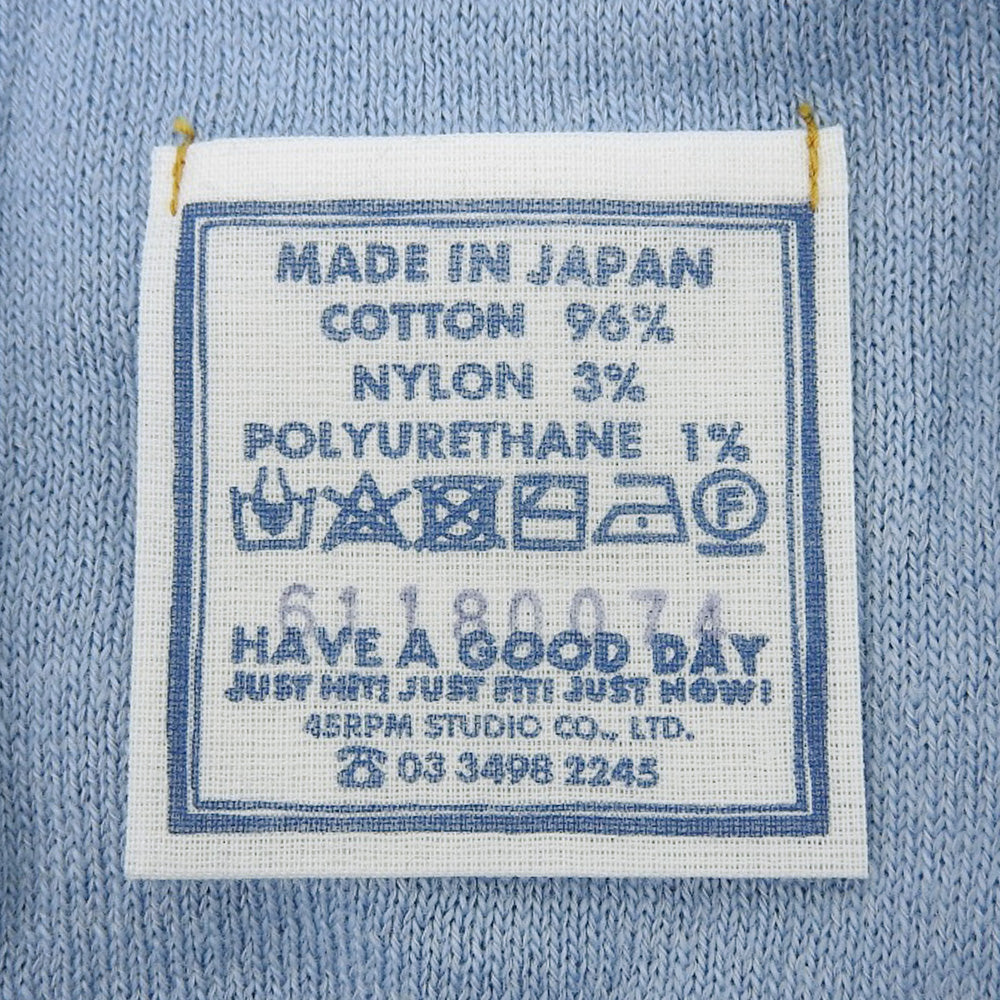 MADE IN JAPAN
COTTON 96%
NYLON 3%
POLYURETHANE 1%
F
61180074
HAVE A GOOD DAY
JUST HIT! JUST FIT! JUST NOW!
45RPM STUDIO CO., LTD.
☎ 03 3498 2245